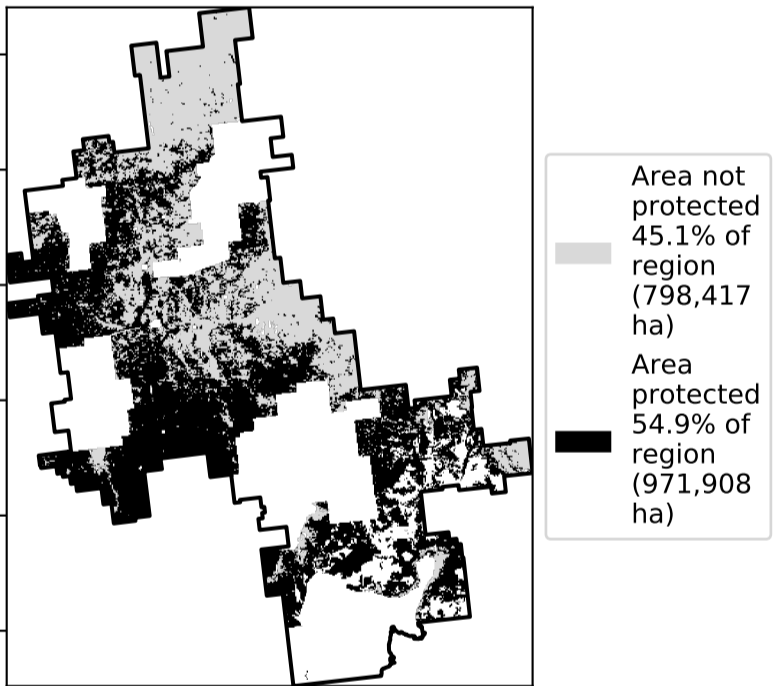 Area not
protected
45.1% of
region
(798,417
ha)
Area
protected
54.9% of
region
(971,908
ha)